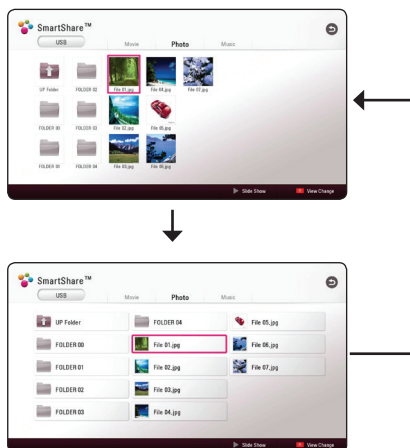 SmartShare™
USB
Movie Photo Music
UP Folder FOLDER 02 File 01.jpg File 04.jpg File 07.jpg
FOLDER 00 FOLDER 03 File 02.jpg File 05.jpg
FOLDER 01 FOLDER 04 File 03.jpg File 06.jpg
Slide Show View Change
SmartShare™
USB
Movie Photo Music
UP Folder FOLDER 04 File 05.jpg
FOLDER 00 File 01.jpg File 06.jpg
FOLDER 01 File 02.jpg File 07.jpg
FOLDER 02 File 03.jpg
FOLDER 03 File 04.jpg
Slide Show View Change